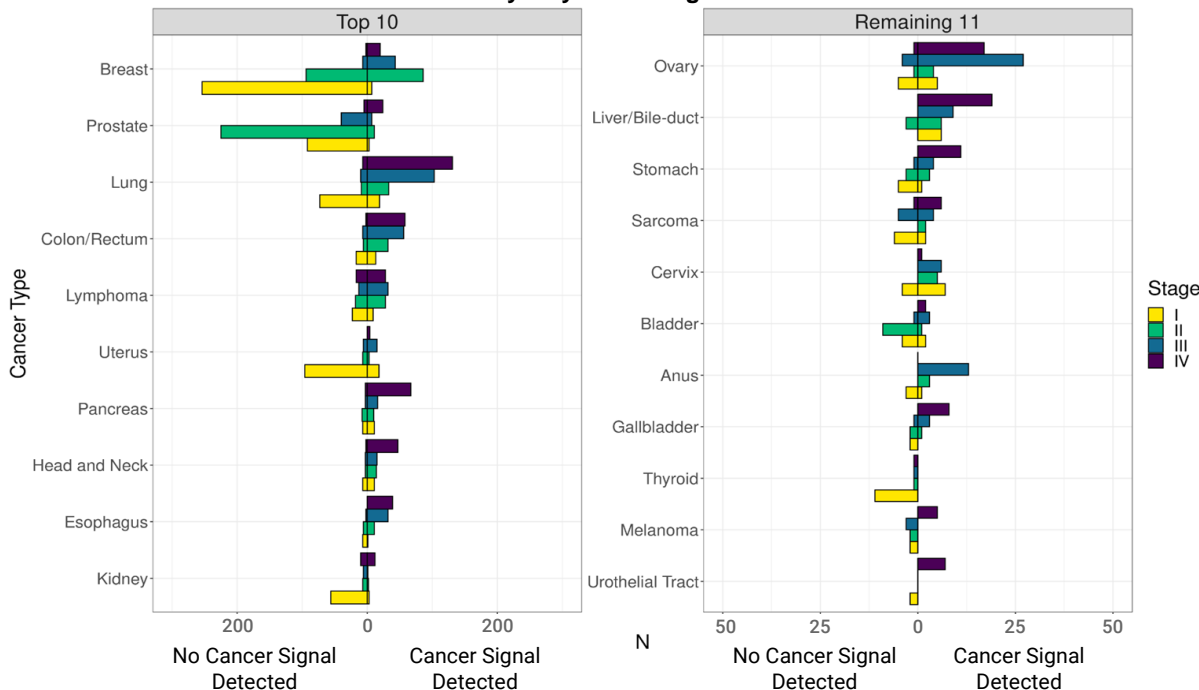 Top 10
Remaining 11
Cancer Type
Breast
Prostate
Lung
Colon/Rectum
Lymphoma
Uterus
Pancreas
Head and Neck
Esophagus
Kidney
200 0 200
No Cancer Signal
Detected
Cancer Signal
Detected
N
Ovary
Liver/Bile-duct
Stomach
Sarcoma
Cervix
Bladder
Anus
Gallbladder
Thyroid
Melanoma
Urothelial Tract
50 25 0 25 50
No Cancer Signal
Detected
Cancer Signal
Detected
Stage
I
II
III
IV